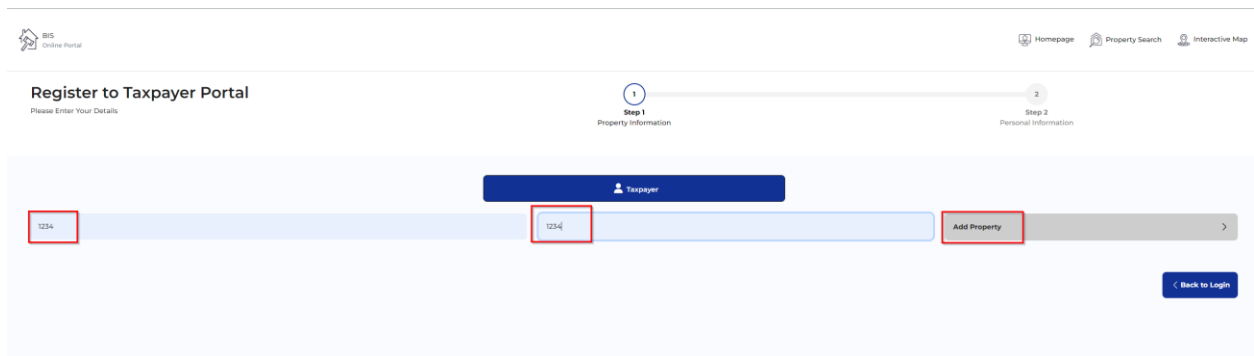 BIS
Online Portal
Homepage
Property Search
Interactive Map
Register to Taxpayer Portal
Please Enter Your Details
1
Step 1
Property Information
2
Step 2
Personal Information
Taxpayer
1234
1234
Add Property
Back to Login